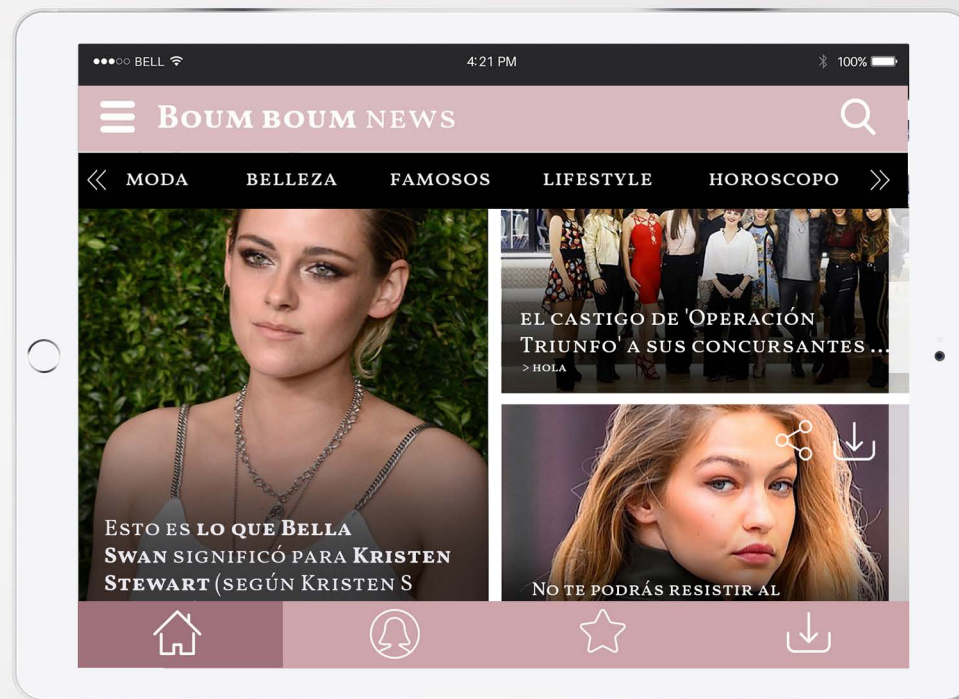 BELL 4:21 PM 100%
BOUM BOUM NEWS
MODA BELLEZA FAMOSOS LIFESTYLE HOROSCOPO
EL CASTIGO DE 'OPERACIÓN
TRIUNFO' A SUS CONCURSANTES ...
> HOLA
ESTO ES LO QUE BELLA
SWAN SIGNIFICÓ PARA KRISTEN
STEWART (SEGÚN KRISTEN S
NO TE PODRÁS RESISTIR AL